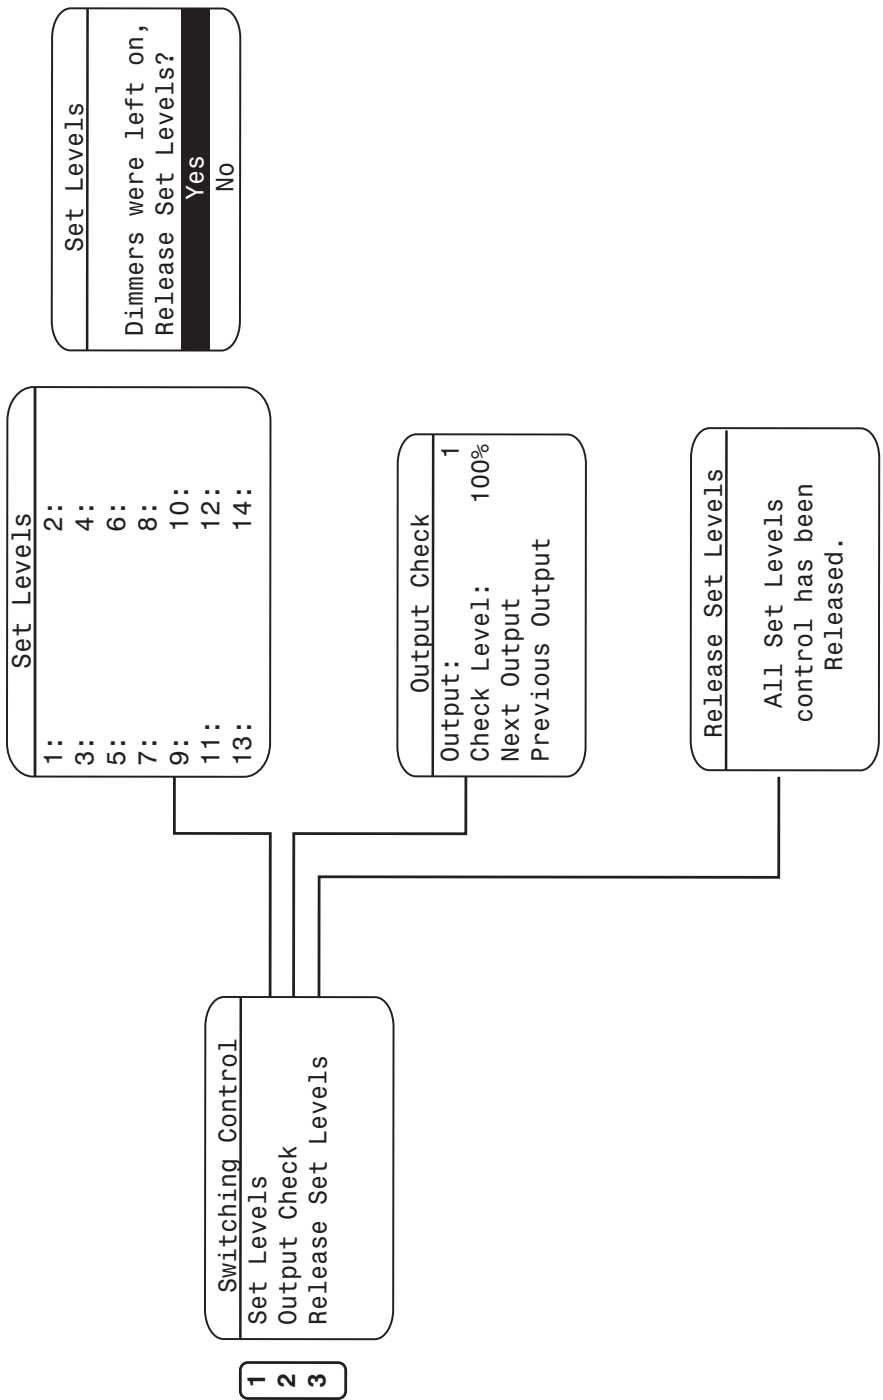 1
2
3
Switching Control
Set Levels
Output Check
Release Set Levels
Set Levels
1: 2:
3: 4:
5: 6:
7: 8:
9: 10:
11: 12:
13: 14:
Set Levels
Dimmers were left on,
Release Set Levels?
Yes
No
Output Check
Output: 1
Check Level: 100%
Next Output
Previous Output
Release Set Levels
All Set Levels
control has been
Released.